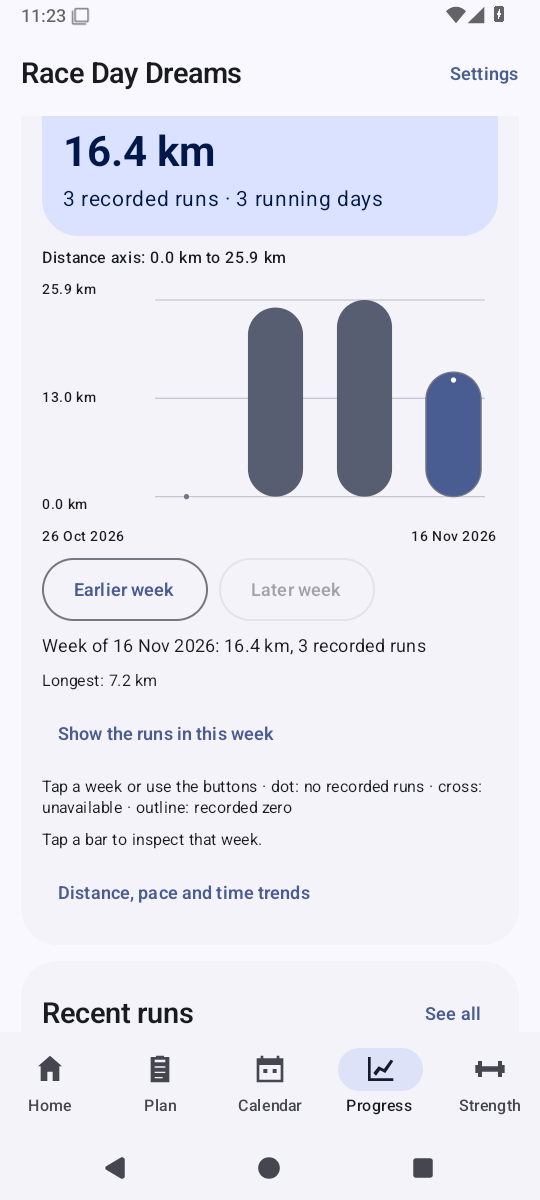 11:23
Race Day Dreams
Settings
16.4 km
3 recorded runs · 3 running days
Distance axis: 0.0 km to 25.9 km
25.9 km
13.0 km
0.0 km
26 Oct 2026
16 Nov 2026
Earlier week
Later week
Week of 16 Nov 2026: 16.4 km, 3 recorded runs
Longest: 7.2 km
Show the runs in this week
Tap a week or use the buttons · dot: no recorded runs · cross:
unavailable · outline: recorded zero
Tap a bar to inspect that week.
Distance, pace and time trends
Recent runs
See all
Home
Plan
Calendar
Progress
Strength